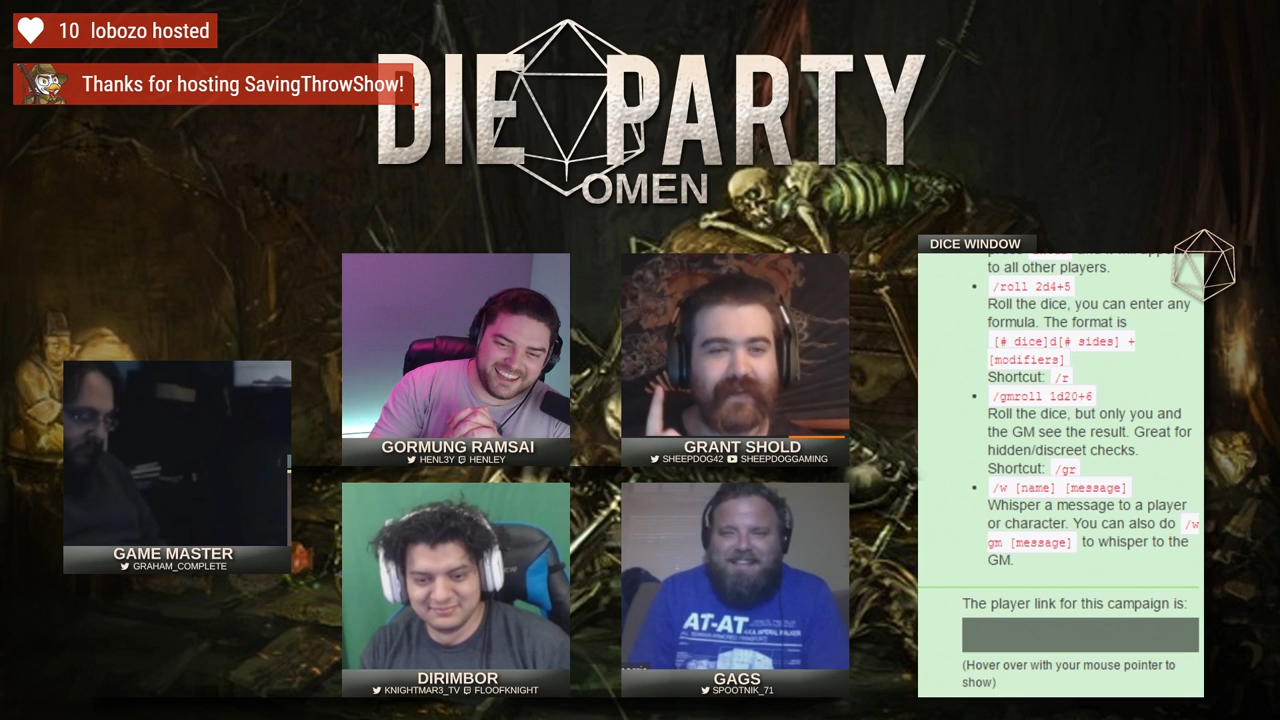 10 lobozo hosted
Thanks for hosting SavingThrowShow!
DIE PARTY
OMEN
GAME MASTER
GRAHAM_COMPLETE
GORMUNG RAMSAI
HENL3Y HENLEY
GRANT SHOLD
SHEEPDOG42 SHEEPDOGGAMING
DIRIMBOR
KNIGHTMAR3_TV FLOOFKNIGHT
AT-AT
A.K.A. IMPERIAL WALKER
GAGS
SPOOTNIK_71
DICE WINDOW
to all other players.
/roll 2d4+5
Roll the dice, you can enter any
formula. The format is
[# dice]d[# sides] +
[modifiers]
Shortcut: /r
/gmroll 1d20+6
Roll the dice, but only you and
the GM see the result. Great for
hidden/discreet checks.
Shortcut: /gr
/w [name] [message]
Whisper a message to a player
or character. You can also do /w
gm [message] to whisper to the
GM.
The player link for this campaign is:
(Hover over with your mouse pointer to
show)